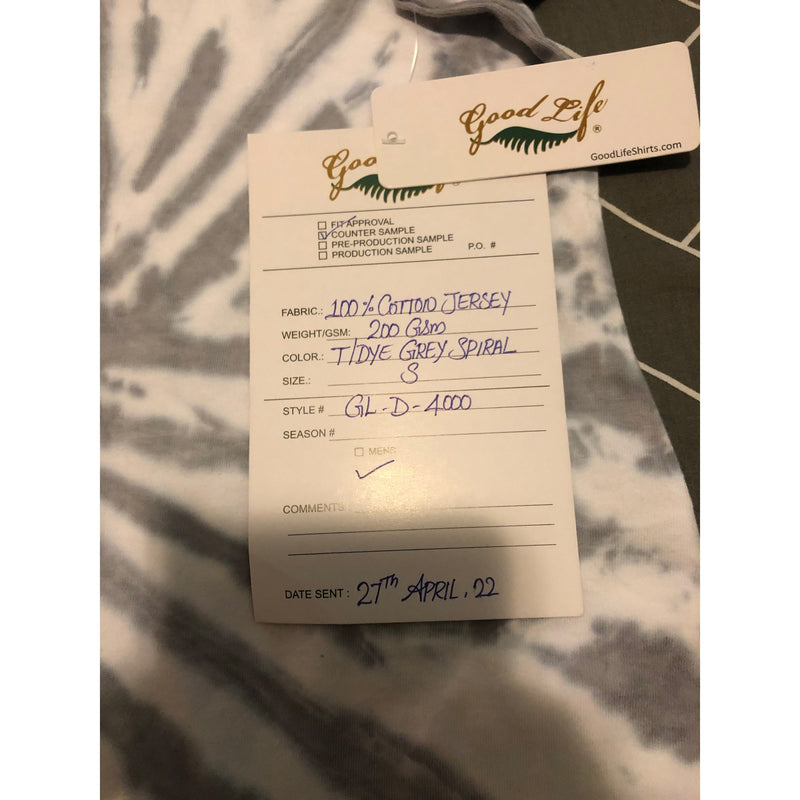 Good Life®
GoodLifeShirts.com
Goo
FIT APPROVAL
COUNTER SAMPLE
PRE-PRODUCTION SAMPLE
PRODUCTION SAMPLE P.O. #
FABRIC.: 100% COTTON JERSEY
WEIGHT/GSM: 200 GSM
COLOR.: T/DYE GREY SPIRAL
SIZE.: S
STYLE # GL-D-4000
SEASON #
MENS
COMMENTS
DATE SENT : 27TH APRIL, 22